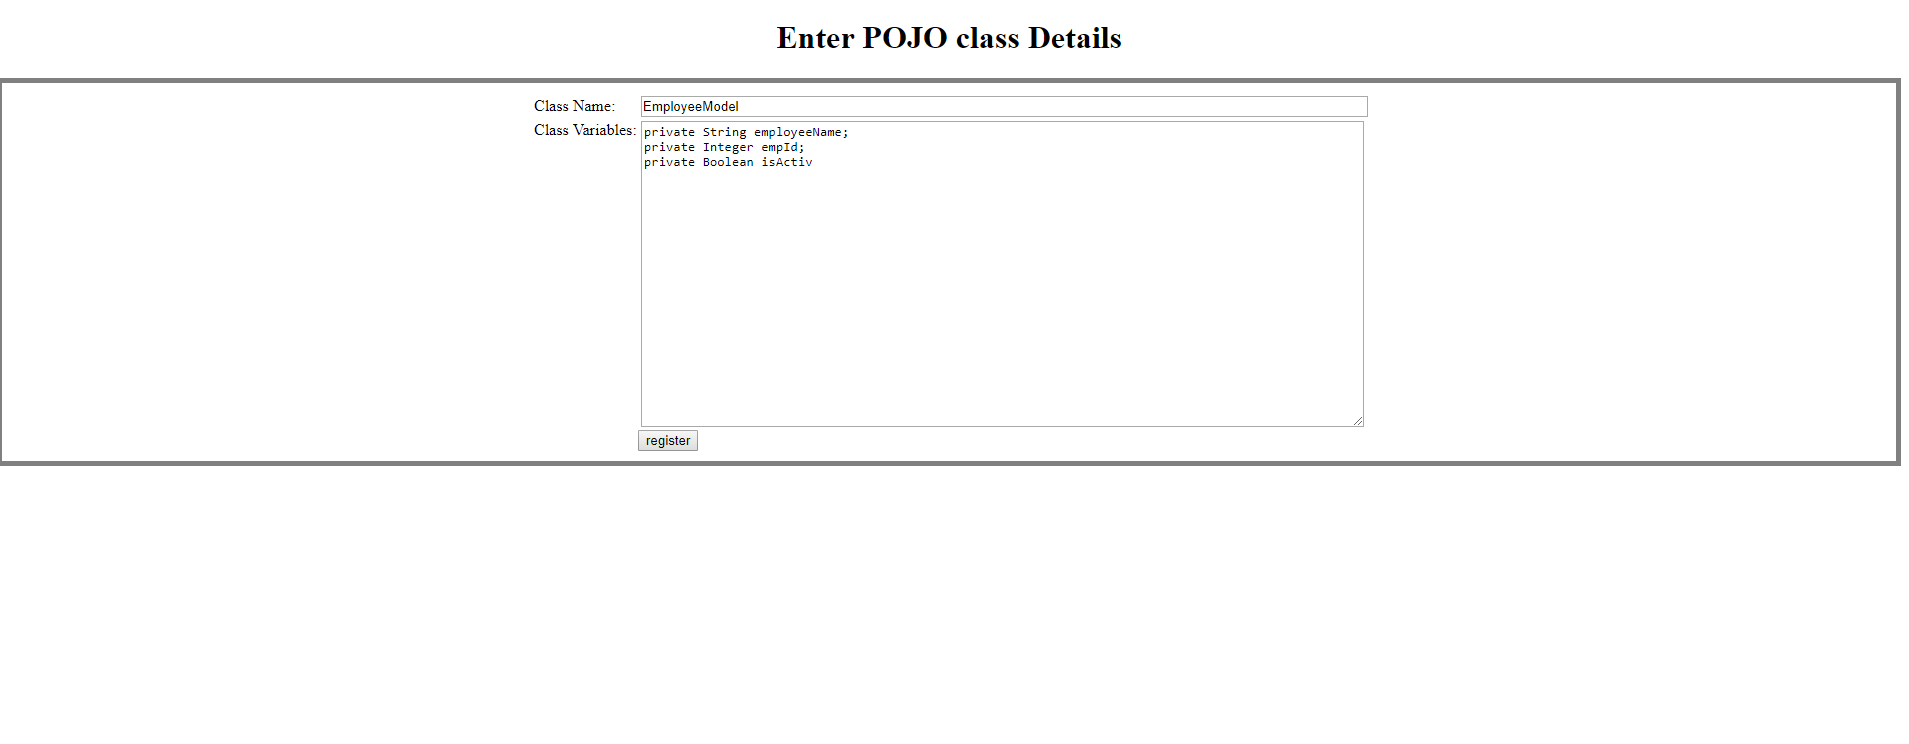 Enter POJO class Details
Class Name: EmployeeModel
Class Variables: private String employeeName;
private Integer empId;
private Boolean isActiv
register